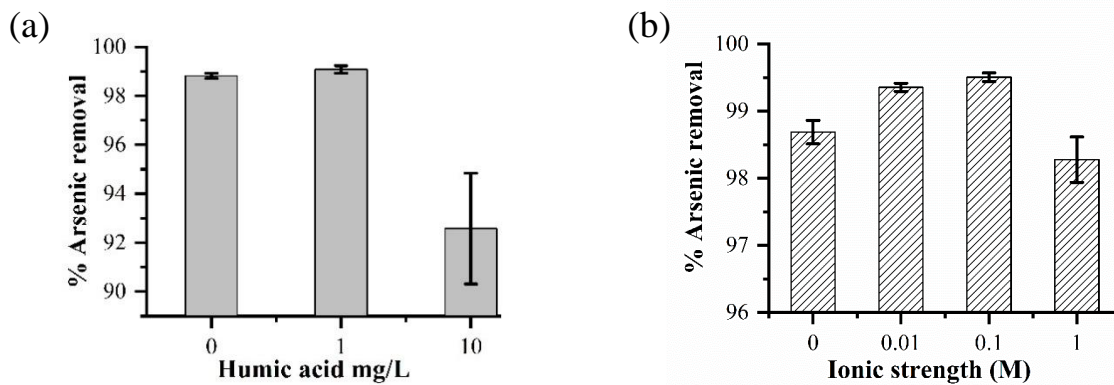 (a)
% Arsenic removal
100
98
96
94
92
90
0 1 10
Humic acid mg/L
(b)
% Arsenic removal
100
99
98
97
96
0 0.01 0.1 1
Ionic strength (M)